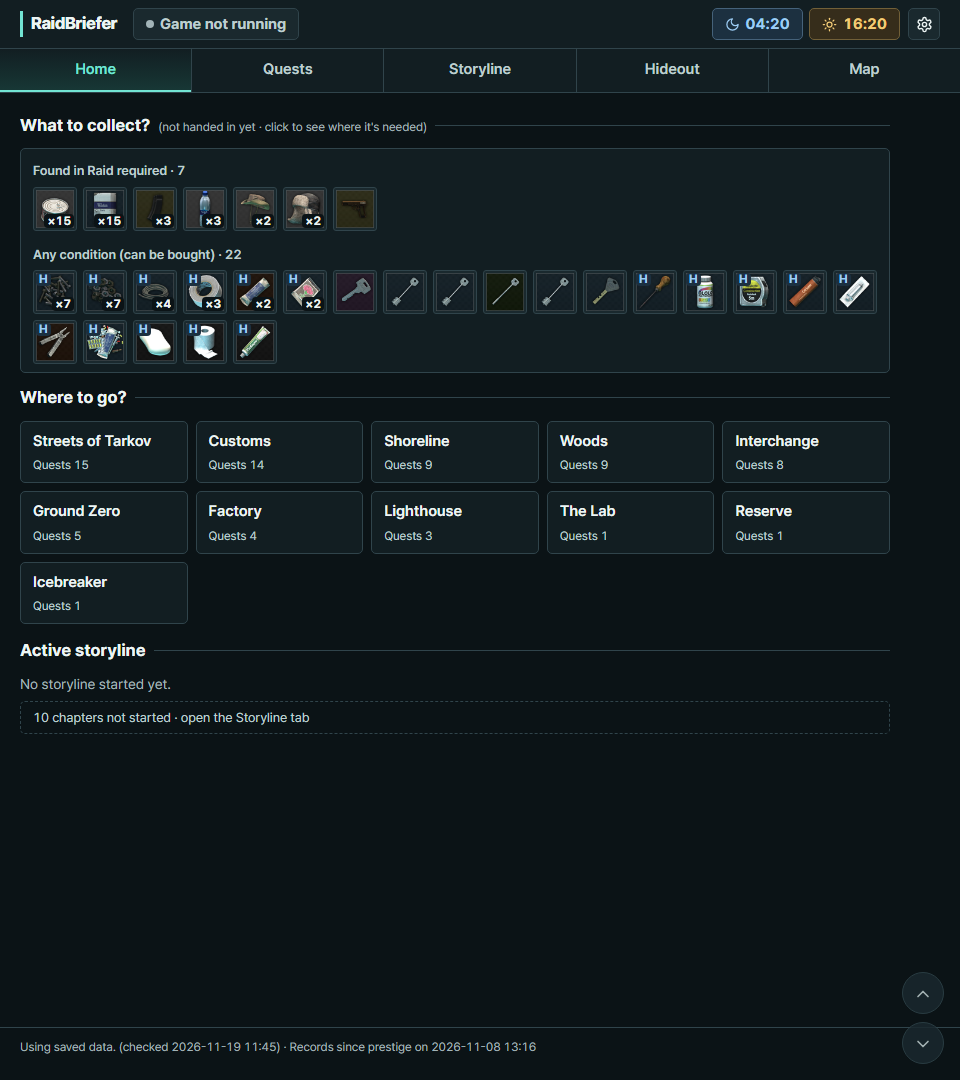 RaidBriefer
Game not running
04:20
16:20
Home
Quests
Storyline
Hideout
Map
What to collect? (not handed in yet · click to see where it's needed)
Found in Raid required · 7
×15 ×15 ×3 ×3 ×2 ×2
Any condition (can be bought) · 22
H ×7 H ×7 H ×4 H ×3 H ×2 H ×2 H H H H H
H H H H H
Where to go?
Streets of Tarkov
Quests 15
Customs
Quests 14
Shoreline
Quests 9
Woods
Quests 9
Interchange
Quests 8
Ground Zero
Quests 5
Factory
Quests 4
Lighthouse
Quests 3
The Lab
Quests 1
Reserve
Quests 1
Icebreaker
Quests 1
Active storyline
No storyline started yet.
10 chapters not started · open the Storyline tab
Using saved data. (checked 2026-11-19 11:45) · Records since prestige on 2026-11-08 13:16